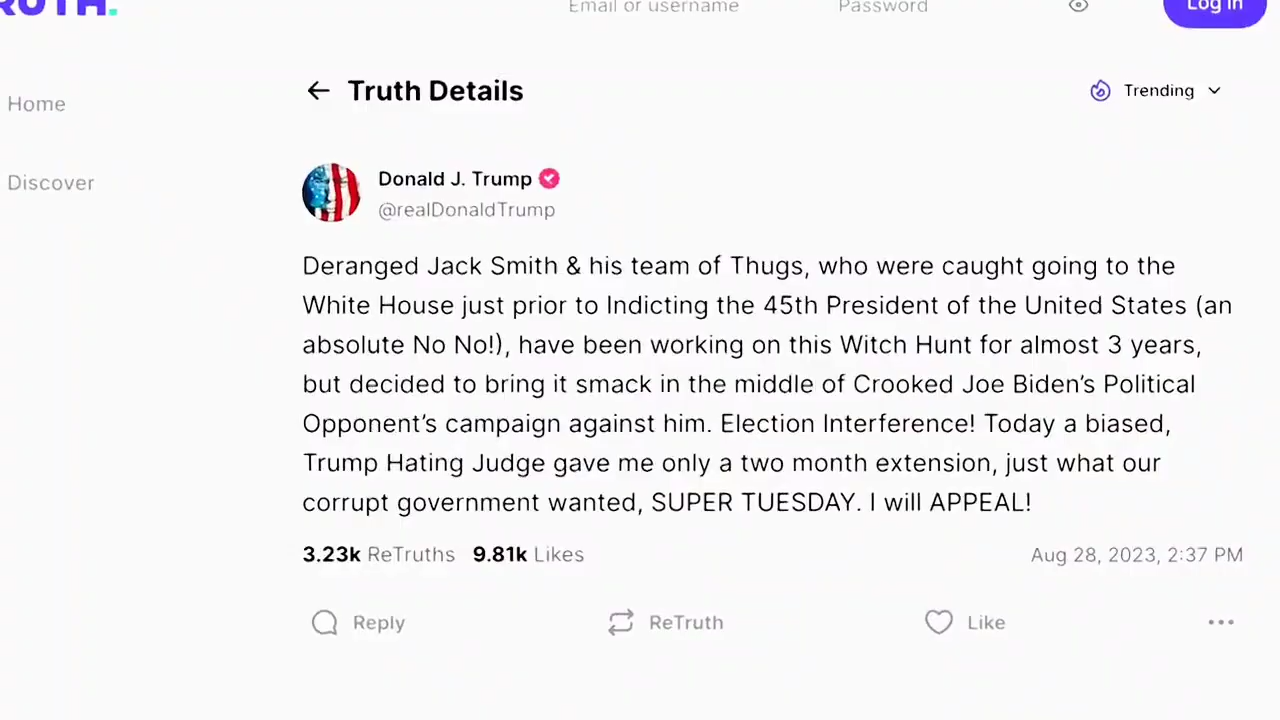 RUTH.
Email or username Password Log in
Truth Details Trending
Home
Discover
Donald J. Trump
@realDonaldTrump
Deranged Jack Smith & his team of Thugs, who were caught going to the
White House just prior to Indicting the 45th President of the United States (an
absolute No No!), have been working on this Witch Hunt for almost 3 years,
but decided to bring it smack in the middle of Crooked Joe Biden’s Political
Opponent’s campaign against him. Election Interference! Today a biased,
Trump Hating Judge gave me only a two month extension, just what our
corrupt government wanted, SUPER TUESDAY. I will APPEAL!
3.23k ReTruths 9.81k Likes Aug 28, 2023, 2:37 PM
Reply ReTruth Like